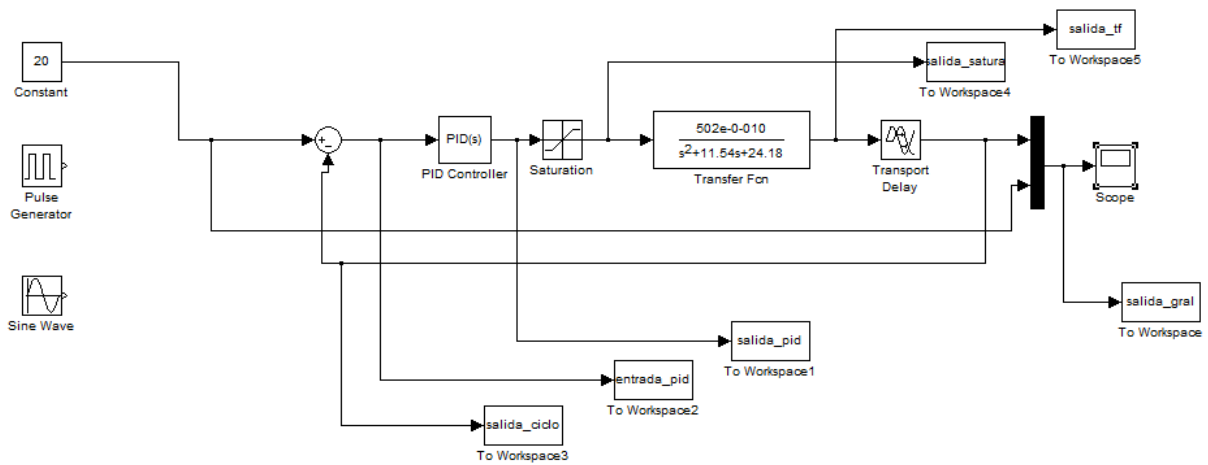 salida_tf
To Workspace5
20
Constant
salida_satura
To Workspace4
+
-
PID(s)
PID Controller
Saturation
502e-0-010
s2+11.54s+24.18
Transfer Fcn
Transport
Delay
Scope
Pulse
Generator
Sine Wave
salida_gral
To Workspace
salida_pid
To Workspace1
entrada_pid
To Workspace2
salida_ciclo
To Workspace3